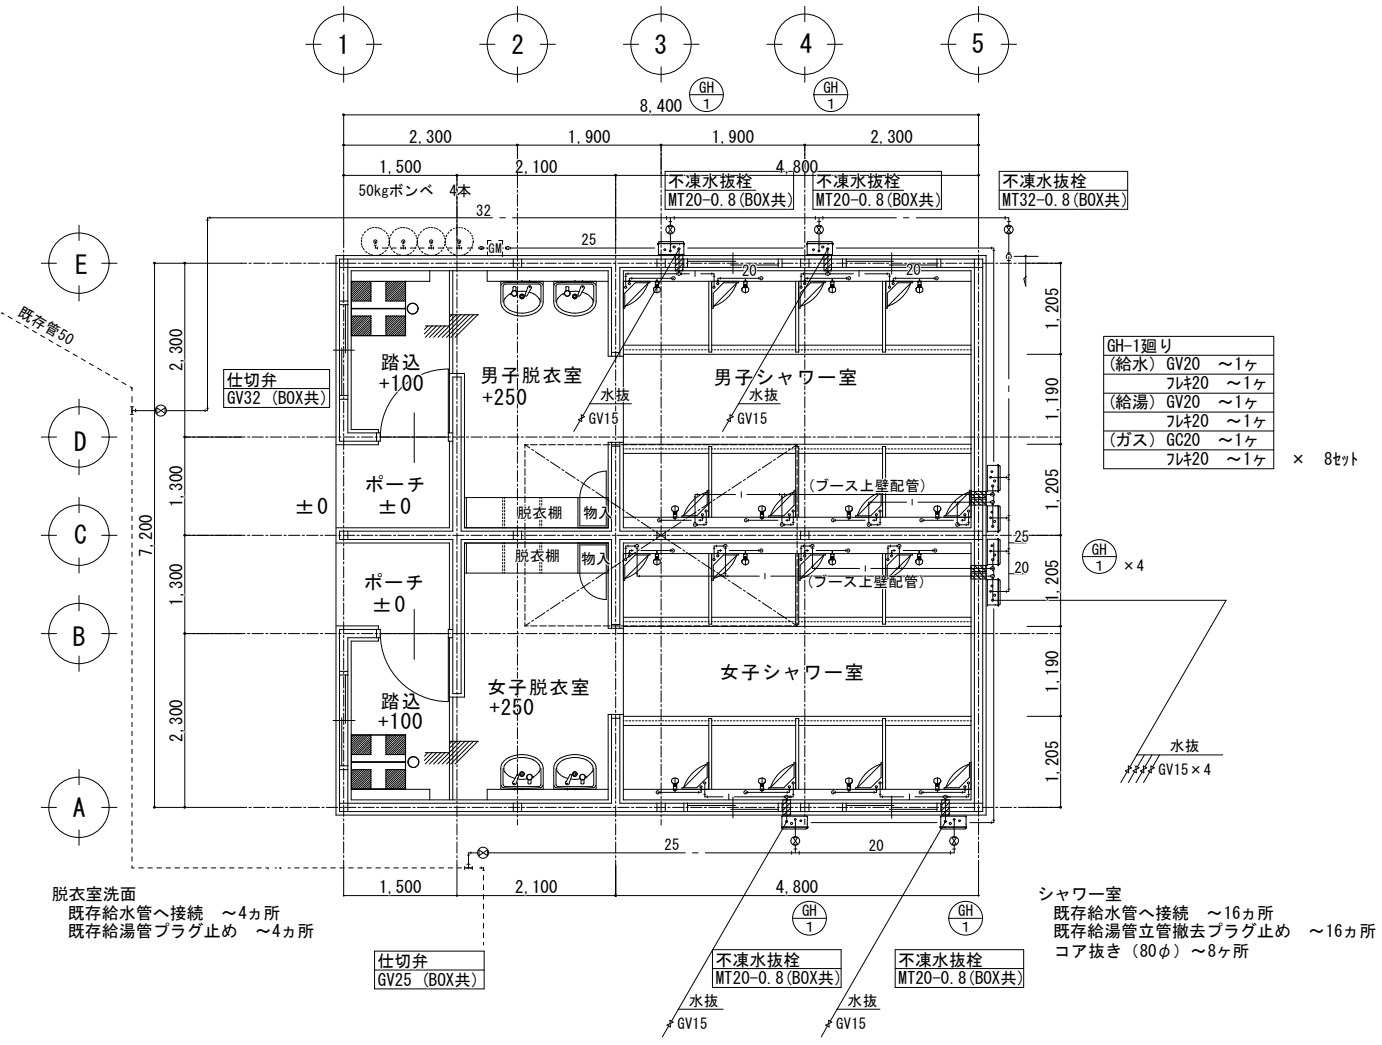 1
2
3
4
5
GH
1
GH
1
8,400
2,300
1,900
1,900
2,300
1,500
2,100
4,800
50kgボンベ 4本
不凍水抜栓
MT20-0.8(BOX共)
不凍水抜栓
MT20-0.8(BOX共)
不凍水抜栓
MT32-0.8(BOX共)
32
25
GM
E
20
20
既存管50
2,300
1,205
仕切弁
GV32 (BOX共)
踏込
+100
男子脱衣室
+250
男子シャワー室
水抜
GV15
水抜
GV15
1,190
GH-1廻り
(給水) GV20 ～1ヶ
フレキ20 ～1ヶ
(給湯) GV20 ～1ヶ
フレキ20 ～1ヶ
(ガス) GC20 ～1ヶ
フレキ20 ～1ヶ
× 8セット
D
1,300
ポーチ
±0
±0
(ブース上壁配管)
1,205
脱衣棚
物入
C
7,200
脱衣棚
物入
25
20
GH
1
×4
1,300
ポーチ
±0
(ブース上壁配管)
1,205
B
女子シャワー室
1,190
踏込
+100
女子脱衣室
+250
2,300
1,205
水抜
GV15×4
A
25
20
1,500
2,100
4,800
脱衣室洗面
既存給水管へ接続 ～4ヵ所
既存給湯管プラグ止め ～4ヵ所
シャワー室
既存給水管へ接続 ～16ヵ所
既存給湯管立管撤去プラグ止め ～16ヵ所
コア抜き (80φ) ～8ヶ所
GH
1
GH
1
仕切弁
GV25 (BOX共)
不凍水抜栓
MT20-0.8(BOX共)
不凍水抜栓
MT20-0.8(BOX共)
水抜
GV15
水抜
GV15